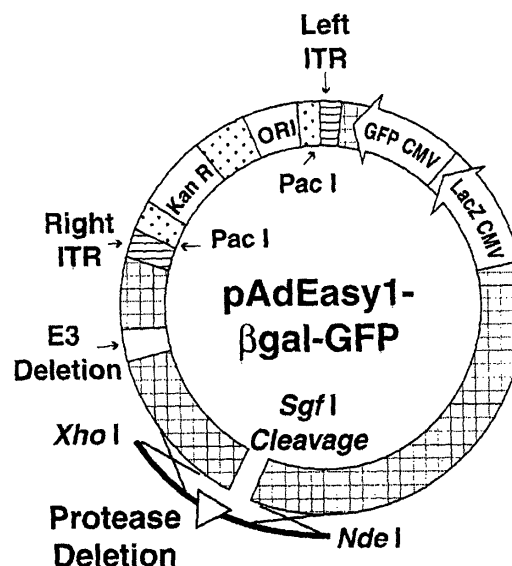 Left
ITR
ORI
GFP CMV
LacZ CMV
Kan R
Pac I
Right
ITR
Pac I
pAdEasy1-
βgal-GFP
E3
Deletion
Sgf I
Cleavage
Xho I
Protease
Deletion
Nde I